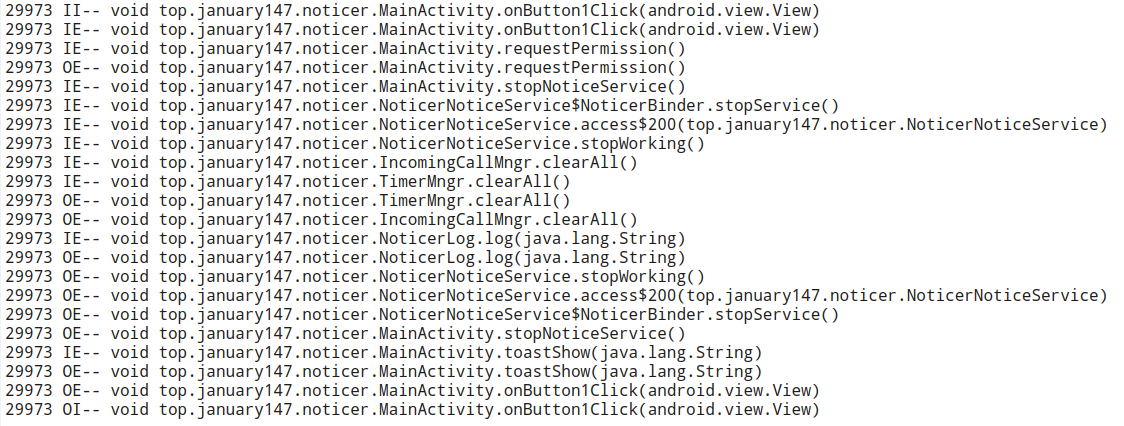 29973 II-- void top.january147.noticer.MainActivity.onButton1Click(android.view.View)
29973 IE-- void top.january147.noticer.MainActivity.onButton1Click(android.view.View)
29973 IE-- void top.january147.noticer.MainActivity.requestPermission()
29973 OE-- void top.january147.noticer.MainActivity.requestPermission()
29973 IE-- void top.january147.noticer.MainActivity.stopNoticeService()
29973 IE-- void top.january147.noticer.NoticerNoticeService$NoticerBinder.stopService()
29973 IE-- void top.january147.noticer.NoticerNoticeService.access$200(top.january147.noticer.NoticerNoticeService)
29973 IE-- void top.january147.noticer.NoticerNoticeService.stopWorking()
29973 IE-- void top.january147.noticer.IncomingCallMngr.clearAll()
29973 IE-- void top.january147.noticer.TimerMngr.clearAll()
29973 OE-- void top.january147.noticer.TimerMngr.clearAll()
29973 OE-- void top.january147.noticer.IncomingCallMngr.clearAll()
29973 IE-- void top.january147.noticer.NoticerLog.log(java.lang.String)
29973 OE-- void top.january147.noticer.NoticerLog.log(java.lang.String)
29973 OE-- void top.january147.noticer.NoticerNoticeService.stopWorking()
29973 OE-- void top.january147.noticer.NoticerNoticeService.access$200(top.january147.noticer.NoticerNoticeService)
29973 OE-- void top.january147.noticer.NoticerNoticeService$NoticerBinder.stopService()
29973 OE-- void top.january147.noticer.MainActivity.stopNoticeService()
29973 IE-- void top.january147.noticer.MainActivity.toastShow(java.lang.String)
29973 OE-- void top.january147.noticer.MainActivity.toastShow(java.lang.String)
29973 OE-- void top.january147.noticer.MainActivity.onButton1Click(android.view.View)
29973 OI-- void top.january147.noticer.MainActivity.onButton1Click(android.view.View)